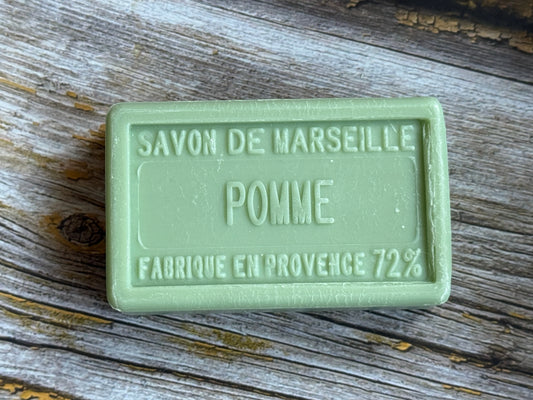 SAVON DE MARSEILLE
POMME
FABRIQUE EN PROVENCE 72%